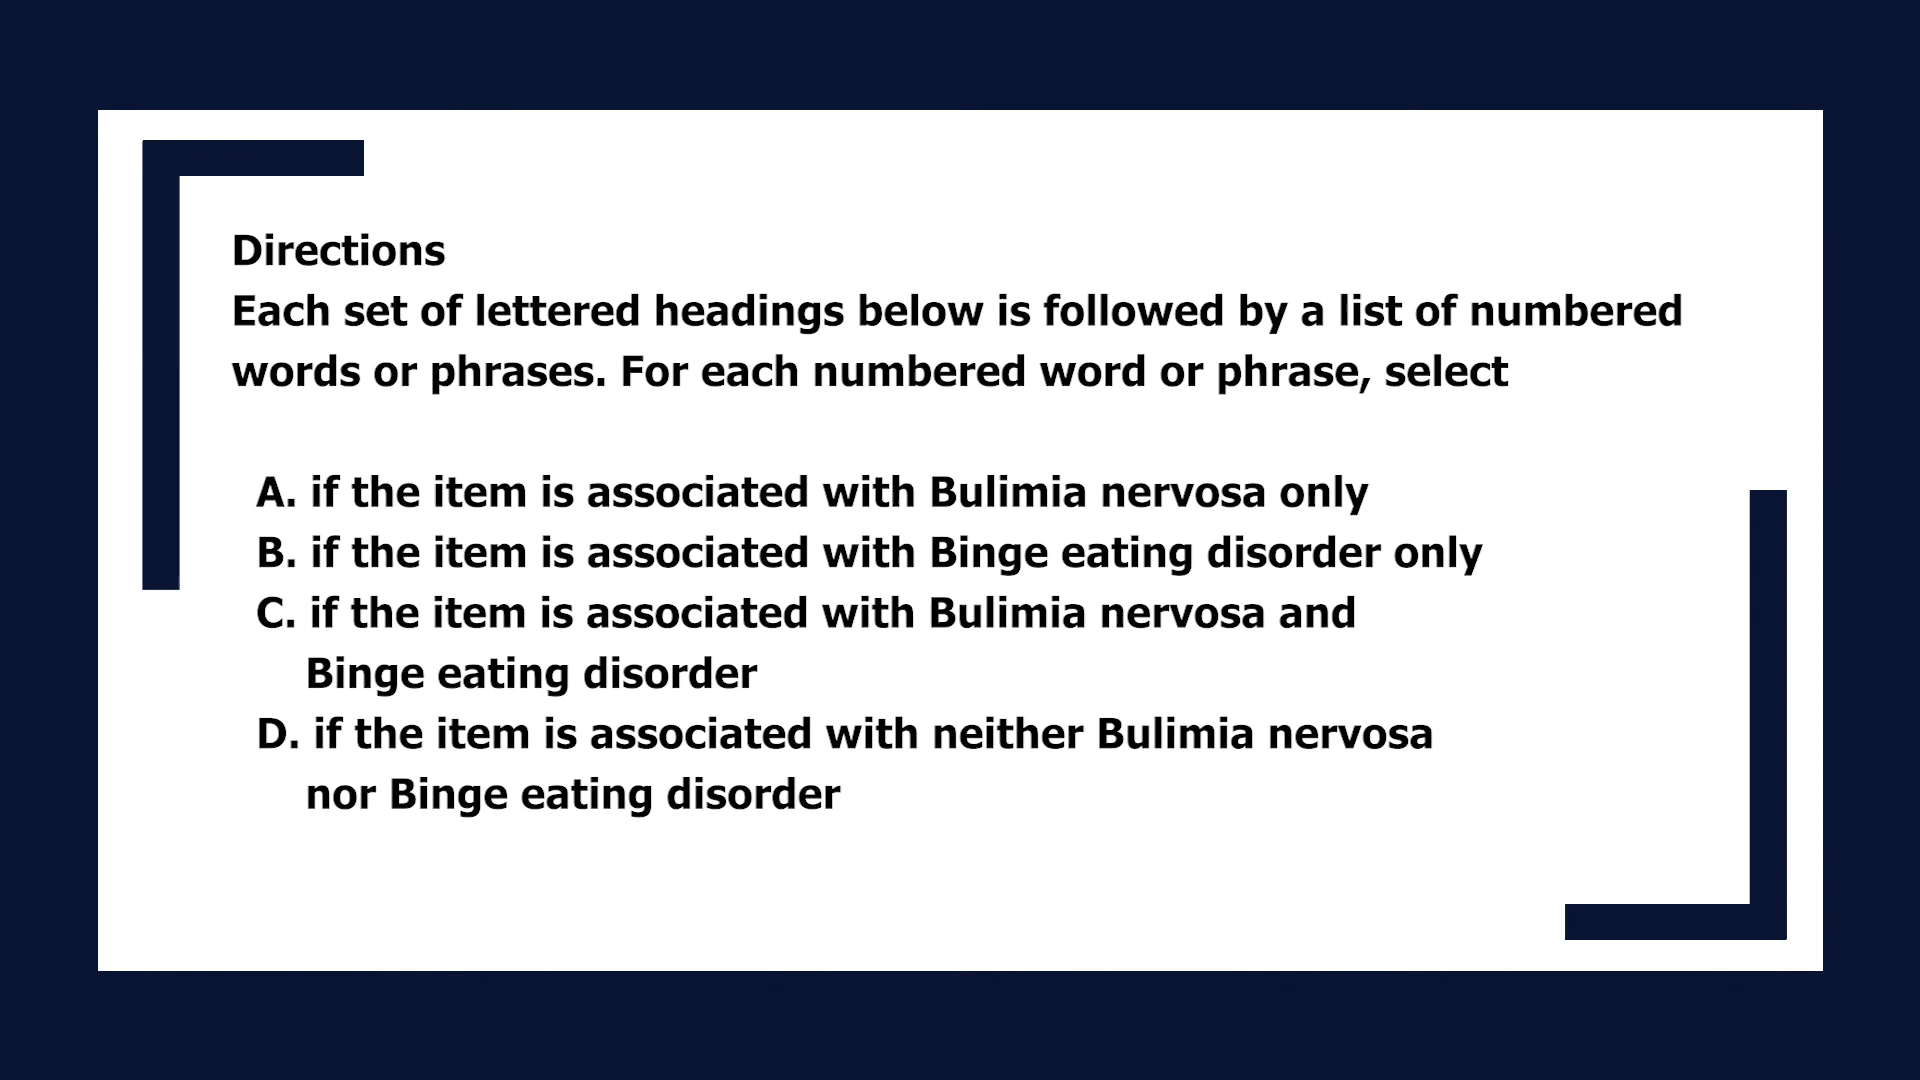 Directions
Each set of lettered headings below is followed by a list of numbered
words or phrases. For each numbered word or phrase, select
A. if the item is associated with Bulimia nervosa only
B. if the item is associated with Binge eating disorder only
C. if the item is associated with Bulimia nervosa and
Binge eating disorder
D. if the item is associated with neither Bulimia nervosa
nor Binge eating disorder